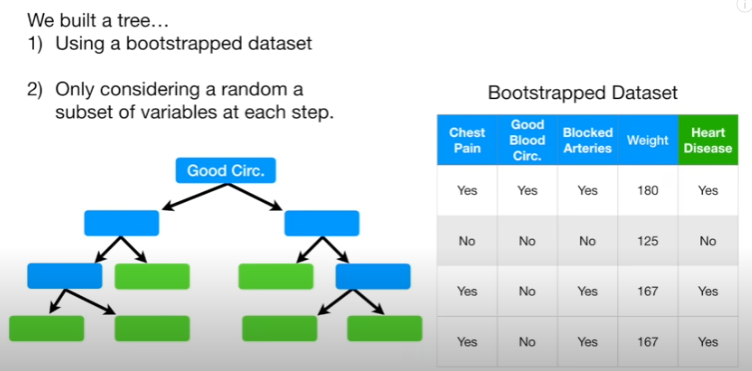 We built a tree…
1) Using a bootstrapped dataset
2) Only considering a random a
subset of variables at each step.
Good Circ.
Bootstrapped Dataset
Chest Pain Good Blood Circ. Blocked Arteries Weight Heart Disease
Yes Yes Yes 180 Yes
No No No 125 No
Yes No Yes 167 Yes
Yes No Yes 167 Yes